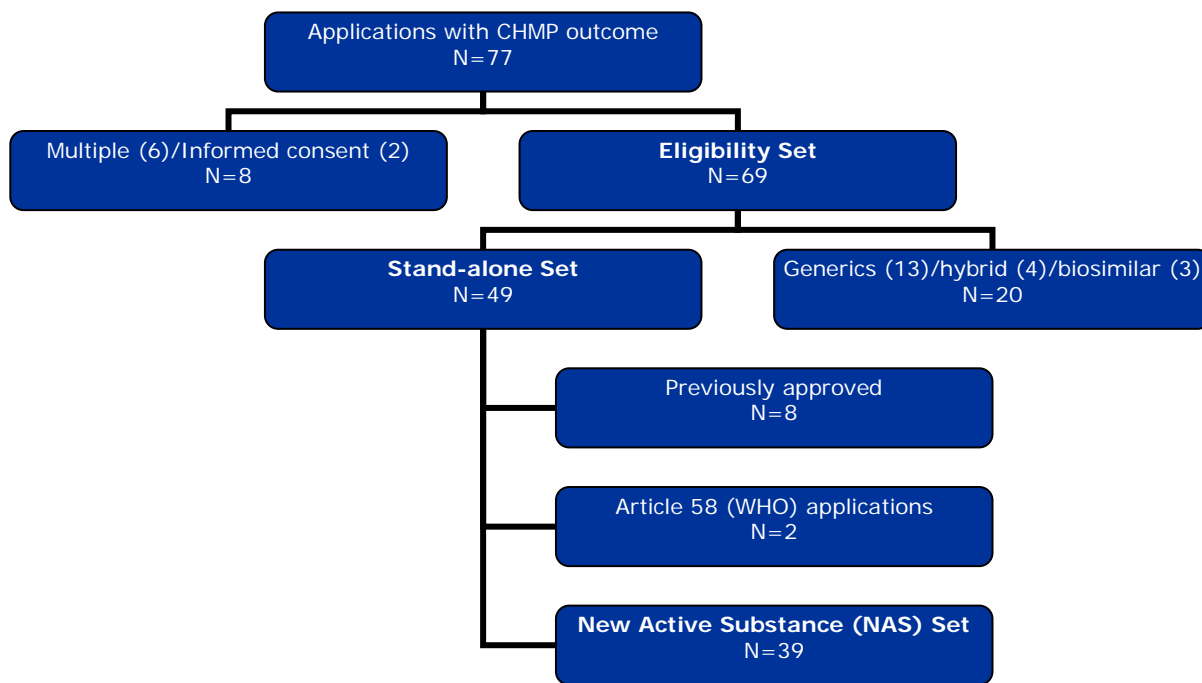 Applications with CHMP outcome
N=77
Multiple (6)/Informed consent (2)
N=8
Eligibility Set
N=69
Stand-alone Set
N=49
Generics (13)/hybrid (4)/biosimilar (3)
N=20
Previously approved
N=8
Article 58 (WHO) applications
N=2
New Active Substance (NAS) Set
N=39